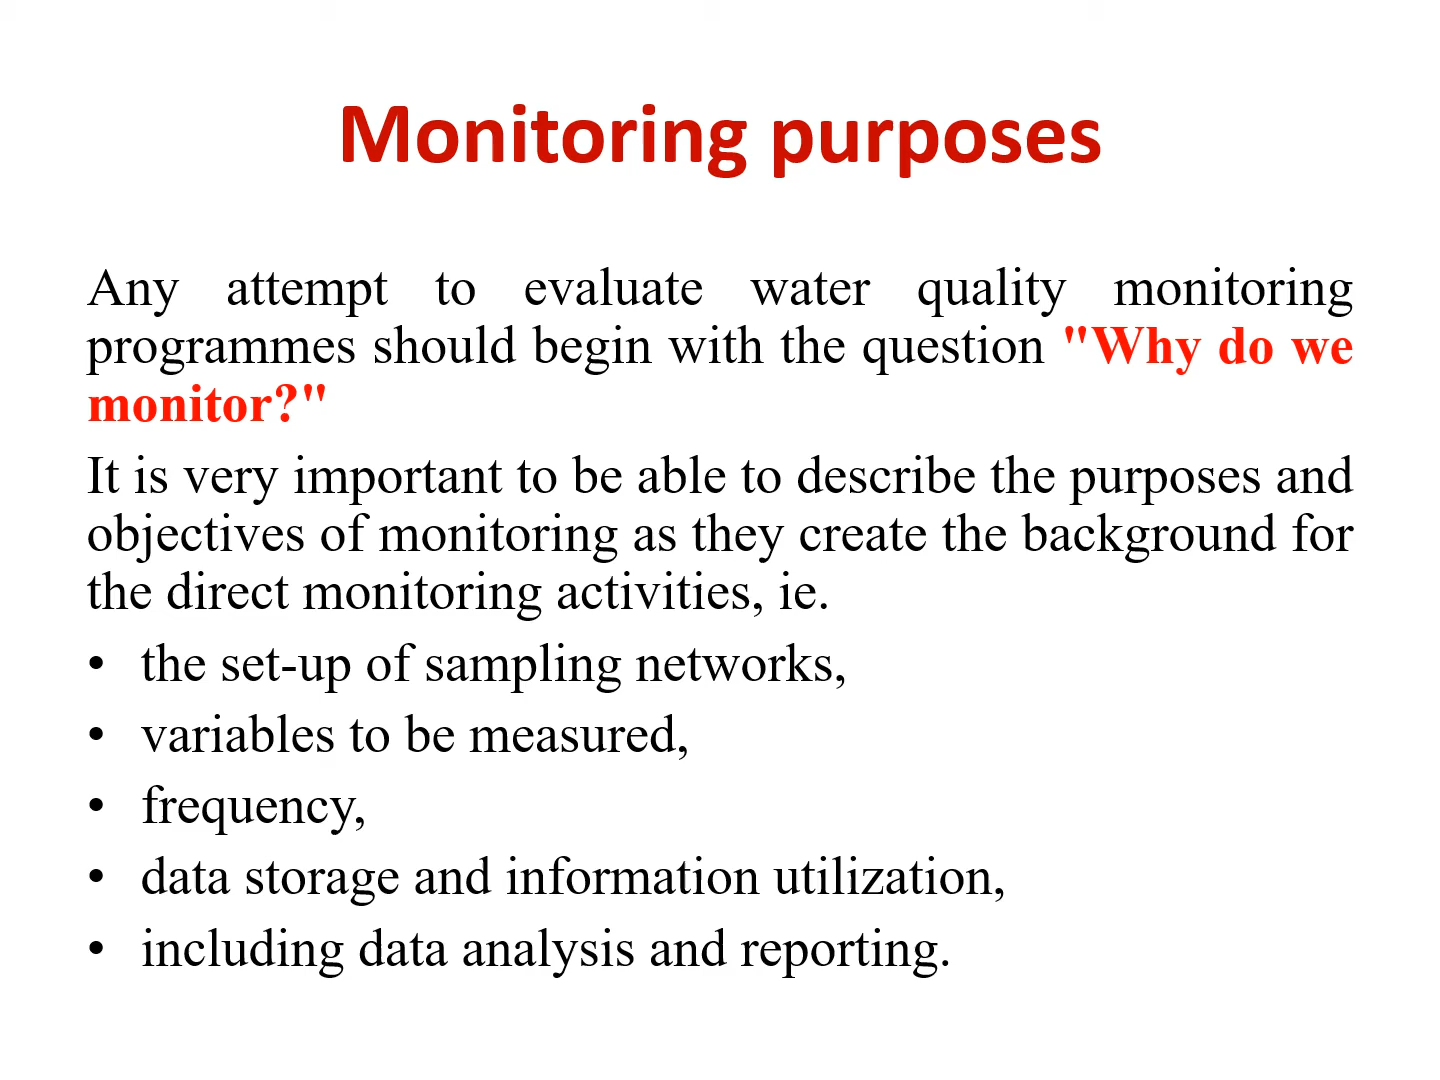 Monitoring purposes
Any attempt to evaluate water quality monitoring
programmes should begin with the question "Why do we
monitor?"
It is very important to be able to describe the purposes and
objectives of monitoring as they create the background for
the direct monitoring activities, ie.
• the set-up of sampling networks,
• variables to be measured,
• frequency,
• data storage and information utilization,
• including data analysis and reporting.